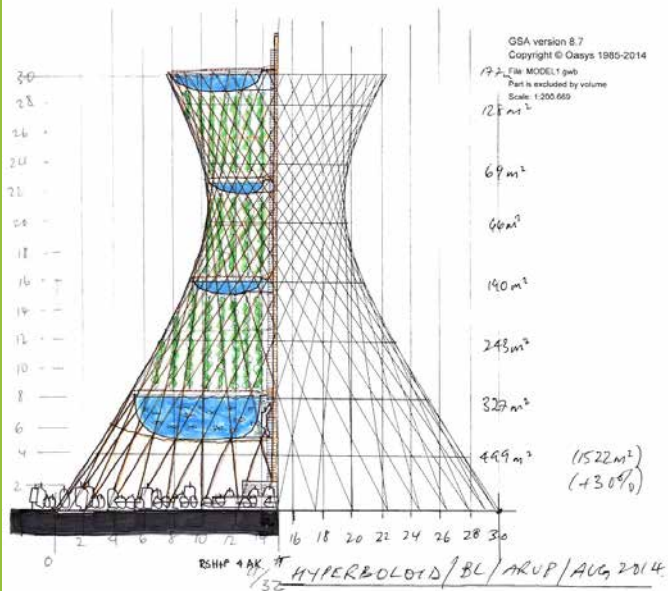 GSA version 8.7
Copyright © Oasys 1985-2014
File: MODEL1.gwb
Part is excluded by volume
Scale: 1:200.669
30
28
26
24
22
20
18
16
14
12
10
8
6
4
2
172
128 m²
69 m²
66 m²
140 m²
243 m²
327 m²
499 m² (1522 m²)
(+30%)
0 2 4 6 8 10 12 14 16 18 20 22 24 26 28 30
RSH+P + AK
HYPERBOLOID / BL / ARUP / AUG 2014